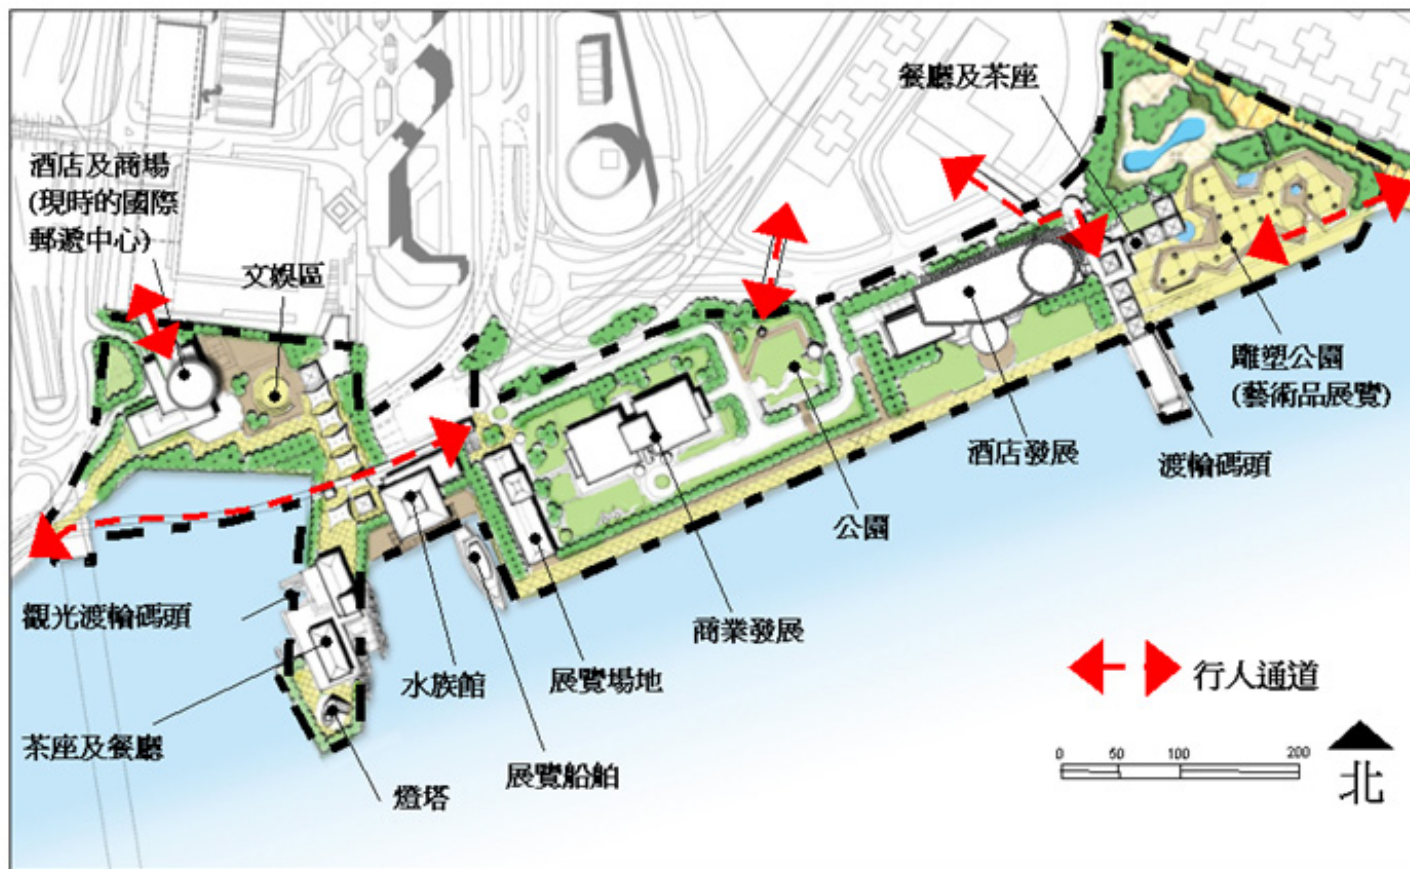 餐廳及茶座
酒店及商場
(現時的國際
郵遞中心)
文娛區
雕塑公園
(藝術品展覽)
酒店發展
渡輪碼頭
公園
觀光渡輪碼頭
商業發展
水族館
展覽場地
行人通道
茶座及餐廳
展覽船舶
燈塔
0 50 100 200
北